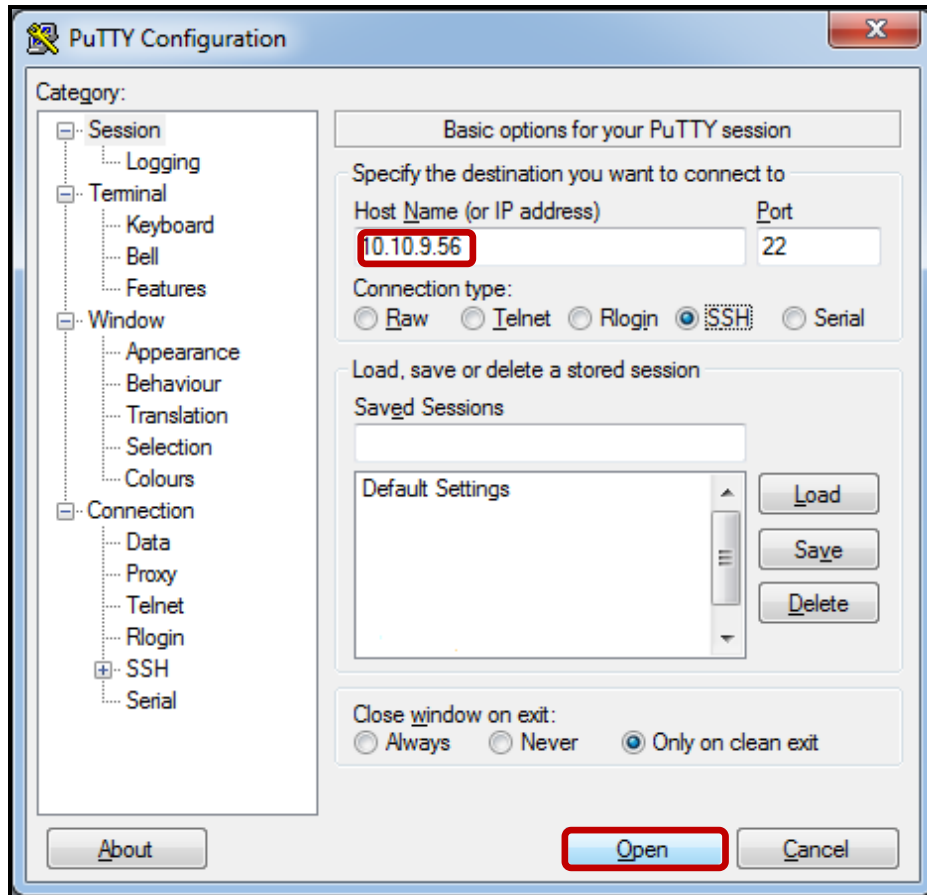 PuTTY Configuration
X
Category:
Session
Logging
Terminal
Keyboard
Bell
Features
Window
Appearance
Behaviour
Translation
Selection
Colours
Connection
Data
Proxy
Telnet
Rlogin
SSH
Serial
Basic options for your PuTTY session
Specify the destination you want to connect to
Host Name (or IP address) Port
10.10.9.56 22
Connection type:
Raw Telnet Rlogin SSH Serial
Load, save or delete a stored session
Saved Sessions
Default Settings
Load
Save
Delete
Close window on exit:
Always Never Only on clean exit
About Open Cancel